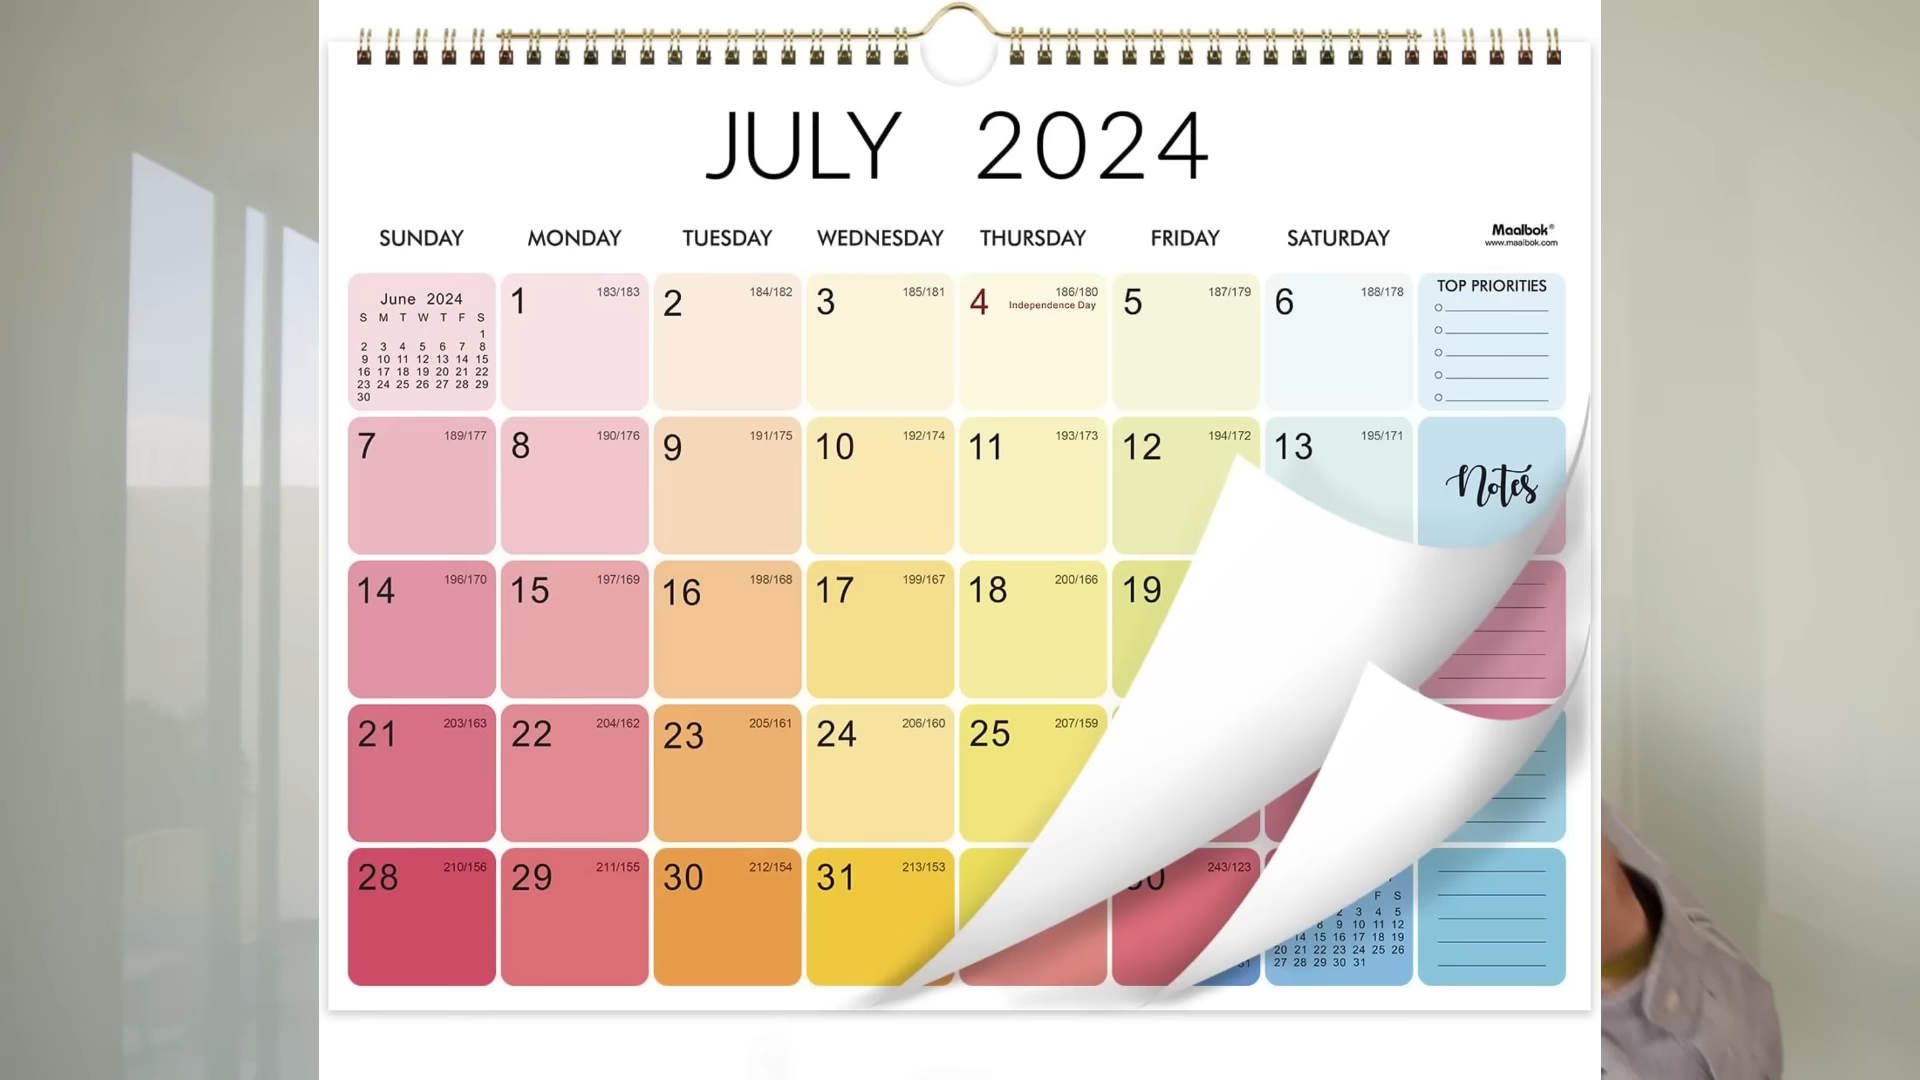 JULY 2024
SUNDAY MONDAY TUESDAY WEDNESDAY THURSDAY FRIDAY SATURDAY
Maalbok®
www.maalbok.com
June 2024
S M T W T F S
1
2 3 4 5 6 7 8
9 10 11 12 13 14 15
16 17 18 19 20 21 22
23 24 25 26 27 28 29
30
1 183/183
2 184/182
3 185/181
4 186/180
Independence Day
5 187/179
6 188/178
TOP PRIORITIES
7 189/177
8 190/176
9 191/175
10 192/174
11 193/173
12 194/172
13 195/171
Notes
14 196/170
15 197/169
16 198/168
17 199/167
18 200/166
19
21 203/163
22 204/162
23 205/161
24 206/160
25 207/159
28 210/156
29 211/155
30 212/154
31 213/153
243/123
F S
2 3 4 5
8 9 10 11 12
14 15 16 17 18 19
20 21 22 23 24 25 26
27 28 29 30 31
31